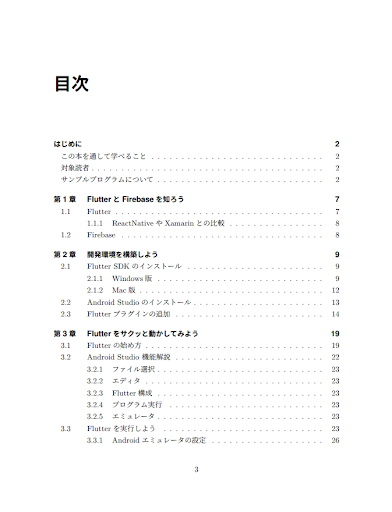 目次
はじめに 2
この本を通して学べること . . . . . . . . . . . . . . . . . . . . . . . . . . . . . 2
対象読者 . . . . . . . . . . . . . . . . . . . . . . . . . . . . . . . . . . . . . . . 2
サンプルプログラムについて . . . . . . . . . . . . . . . . . . . . . . . . . . . . 2
第 1 章 Flutter と Firebase を知ろう 7
1.1 Flutter . . . . . . . . . . . . . . . . . . . . . . . . . . . . . . . . . . . 7
1.1.1 ReactNative や Xamarin との比較 . . . . . . . . . . . . . . . . 8
1.2 Firebase . . . . . . . . . . . . . . . . . . . . . . . . . . . . . . . . . . 8
第 2 章 開発環境を構築しよう 9
2.1 Flutter SDK のインストール . . . . . . . . . . . . . . . . . . . . . . . 9
2.1.1 Windows 版 . . . . . . . . . . . . . . . . . . . . . . . . . . . . 9
2.1.2 Mac 版 . . . . . . . . . . . . . . . . . . . . . . . . . . . . . . . 12
2.2 Android Studio のインストール . . . . . . . . . . . . . . . . . . . . . . 13
2.3 Flutter プラグインの追加 . . . . . . . . . . . . . . . . . . . . . . . . . 14
第 3 章 Flutter をサクッと動かしてみよう 19
3.1 Flutter の始め方 . . . . . . . . . . . . . . . . . . . . . . . . . . . . . . 19
3.2 Android Studio 機能解説 . . . . . . . . . . . . . . . . . . . . . . . . . 22
3.2.1 ファイル選択 . . . . . . . . . . . . . . . . . . . . . . . . . . . . 23
3.2.2 エディタ . . . . . . . . . . . . . . . . . . . . . . . . . . . . . . 23
3.2.3 Flutter 構成 . . . . . . . . . . . . . . . . . . . . . . . . . . . . 23
3.2.4 プログラム実行 . . . . . . . . . . . . . . . . . . . . . . . . . . 23
3.2.5 エミュレータ . . . . . . . . . . . . . . . . . . . . . . . . . . . . 23
3.3 Flutter を実行しよう . . . . . . . . . . . . . . . . . . . . . . . . . . . 23
3.3.1 Android エミュレータの設定 . . . . . . . . . . . . . . . . . . . 26
3